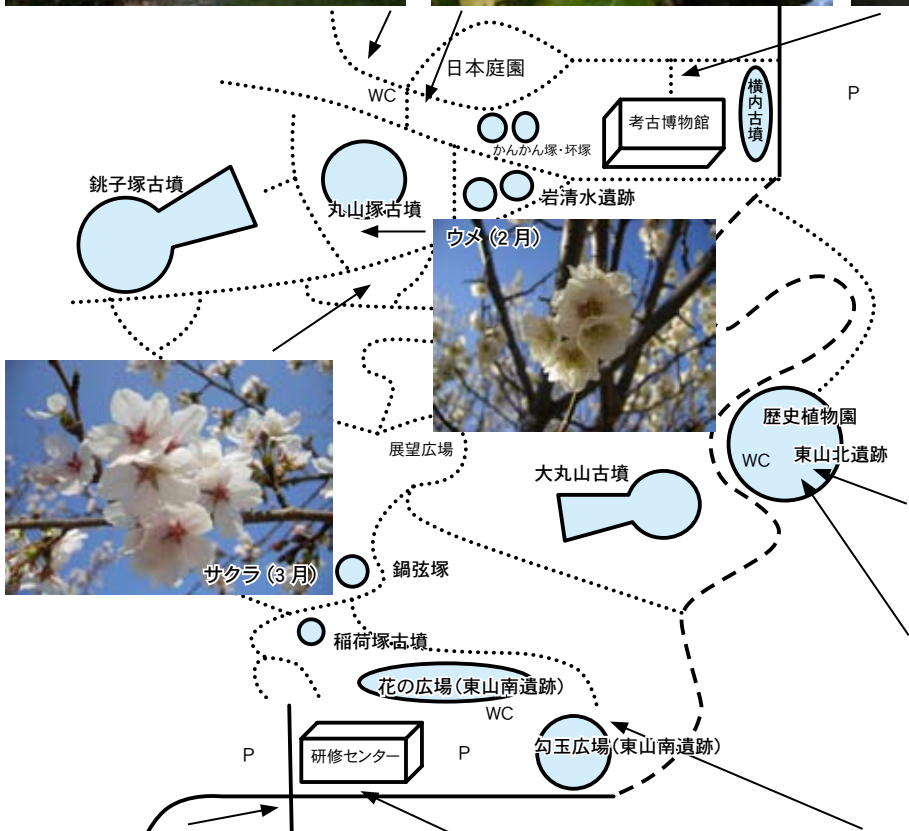 日本庭園
WC
考古博物館
横内古墳
P
かんかん塚・坏塚
銚子塚古墳
丸山塚古墳
岩清水遺跡
ウメ（2月）
歴史植物園
WC
東山北遺跡
展望広場
大丸山古墳
サクラ（3月）
鍋弦塚
稲荷塚古墳
花の広場（東山南遺跡）
WC
P
研修センター
P
勾玉広場（東山南遺跡）